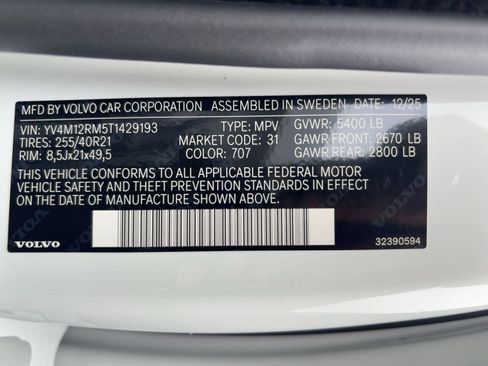 MFD BY VOLVO CAR CORPORATION ASSEMBLED IN SWEDEN DATE: 12/25
VIN: YV4M12RM5T1429193 TYPE: MPV GVWR: 5400 LB
TIRES: 255/40R21 MARKET CODE: 31 GAWR FRONT: 2670 LB
RIM: 8,5Jx21x49,5 COLOR: 707 GAWR REAR: 2800 LB
THIS VEHICLE CONFORMS TO ALL APPLICABLE FEDERAL MOTOR
VEHICLE SAFETY AND THEFT PREVENTION STANDARDS IN EFFECT
ON THE DATE OF MANUFACTURE SHOWN ABOVE.
VOLVO 32390594